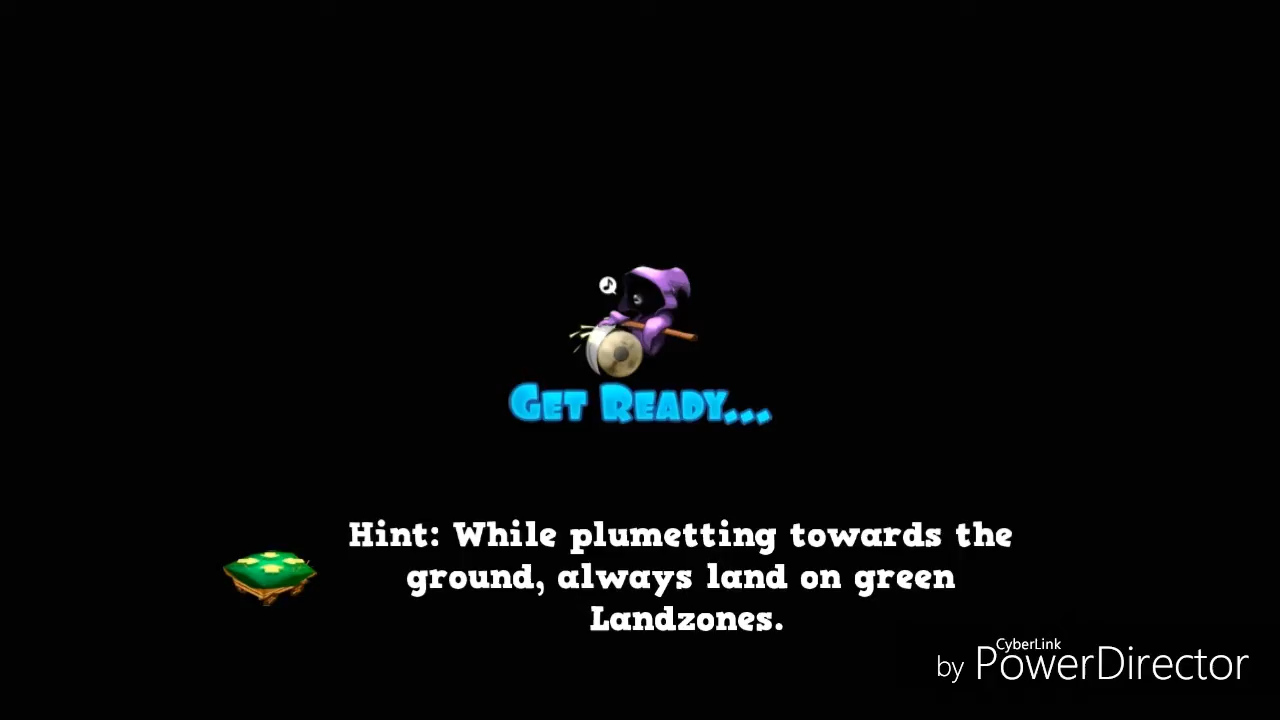 Get Ready...
Hint: While plumetting towards the
ground, always land on green
Landzones.
CyberLink
by PowerDirector